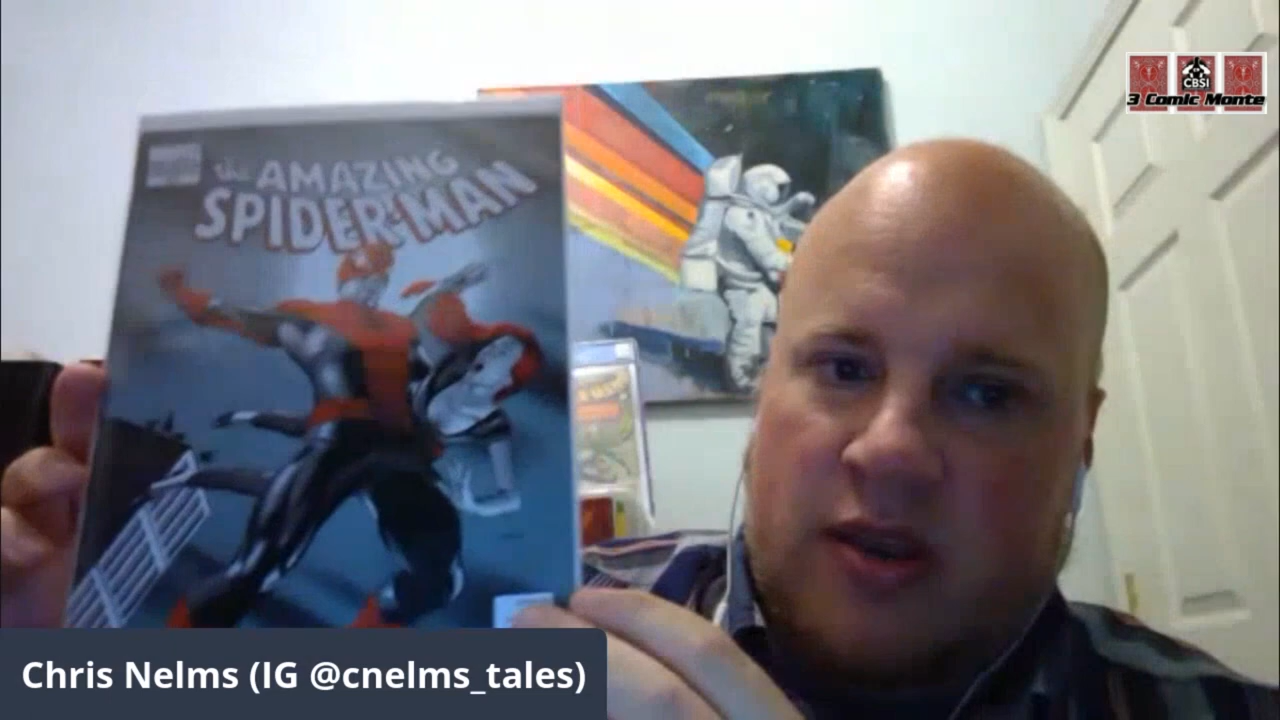 CBSI
3 Comic Monte
the AMAZING
SPIDER-MAN
Chris Nelms (IG @cnelms_tales)